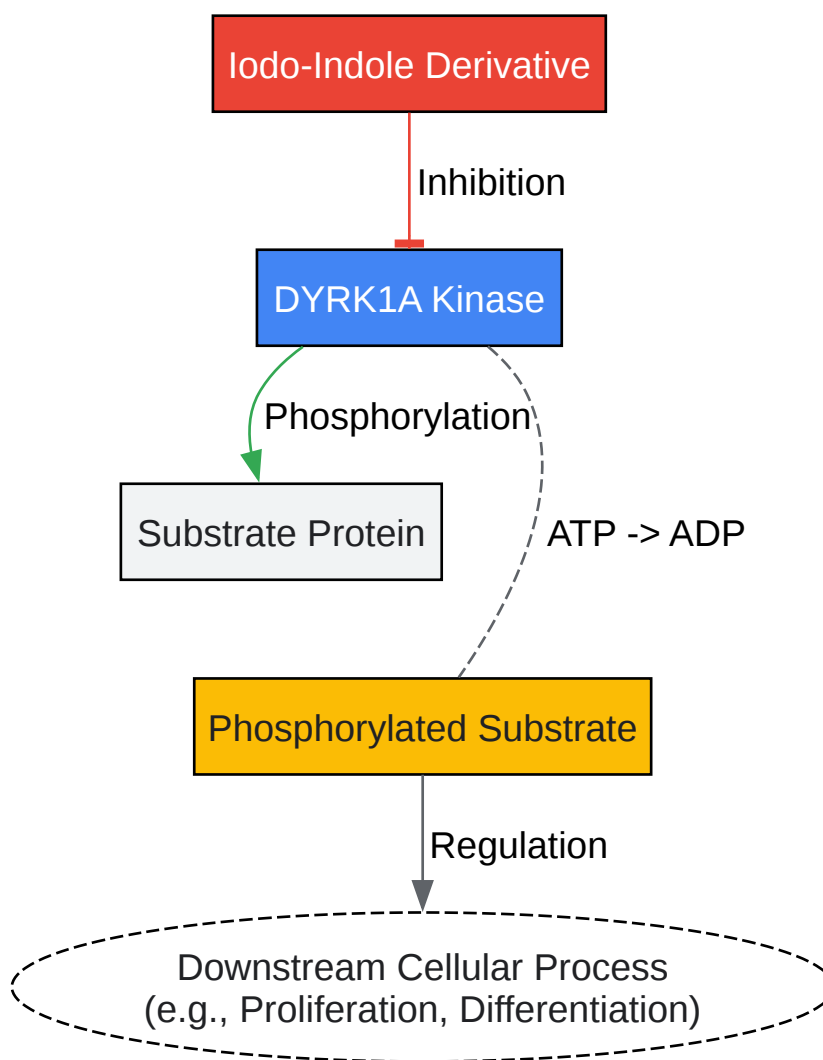 Iodo-Indole Derivative
Inhibition
DYRK1A Kinase
Phosphorylation
Substrate Protein
ATP -> ADP
Phosphorylated Substrate
Regulation
Downstream Cellular Process
(e.g., Proliferation, Differentiation)